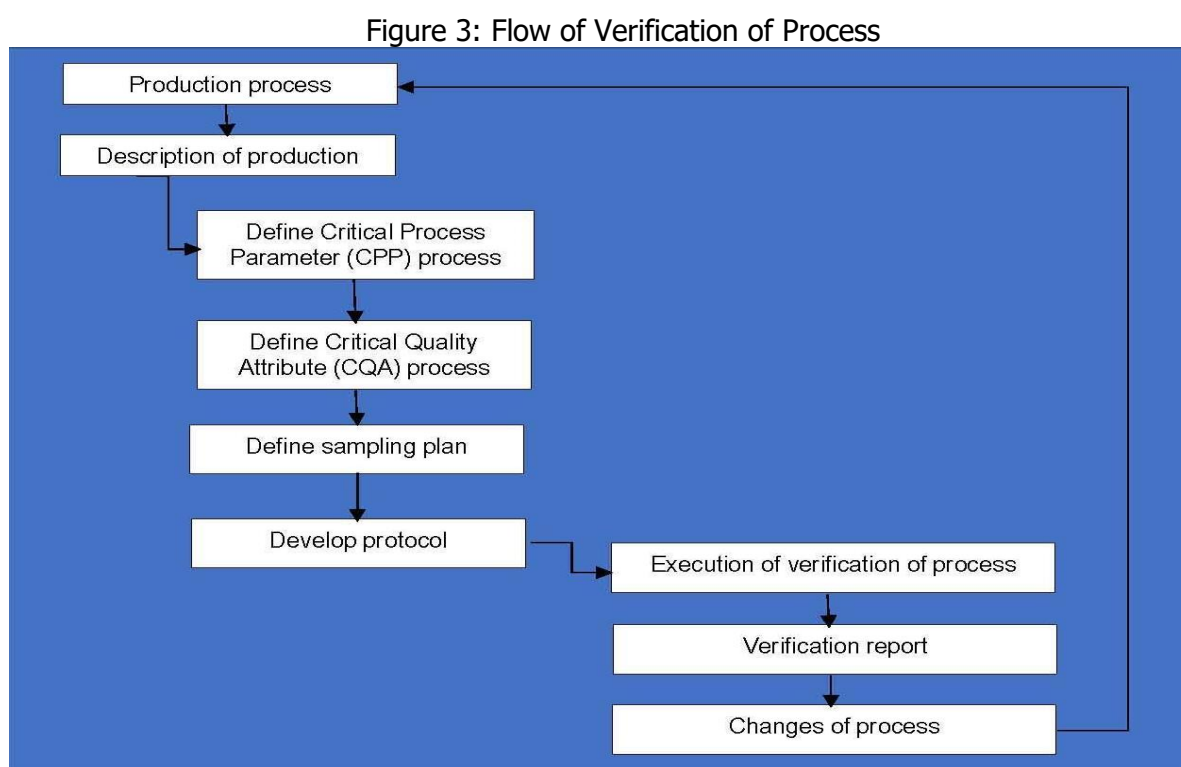 Figure 3: Flow of Verification of Process
Production process
Description of production
Define Critical Process
Parameter (CPP) process
Define Critical Quality
Attribute (CQA) process
Define sampling plan
Develop protocol
Execution of verification of process
Verification report
Changes of process